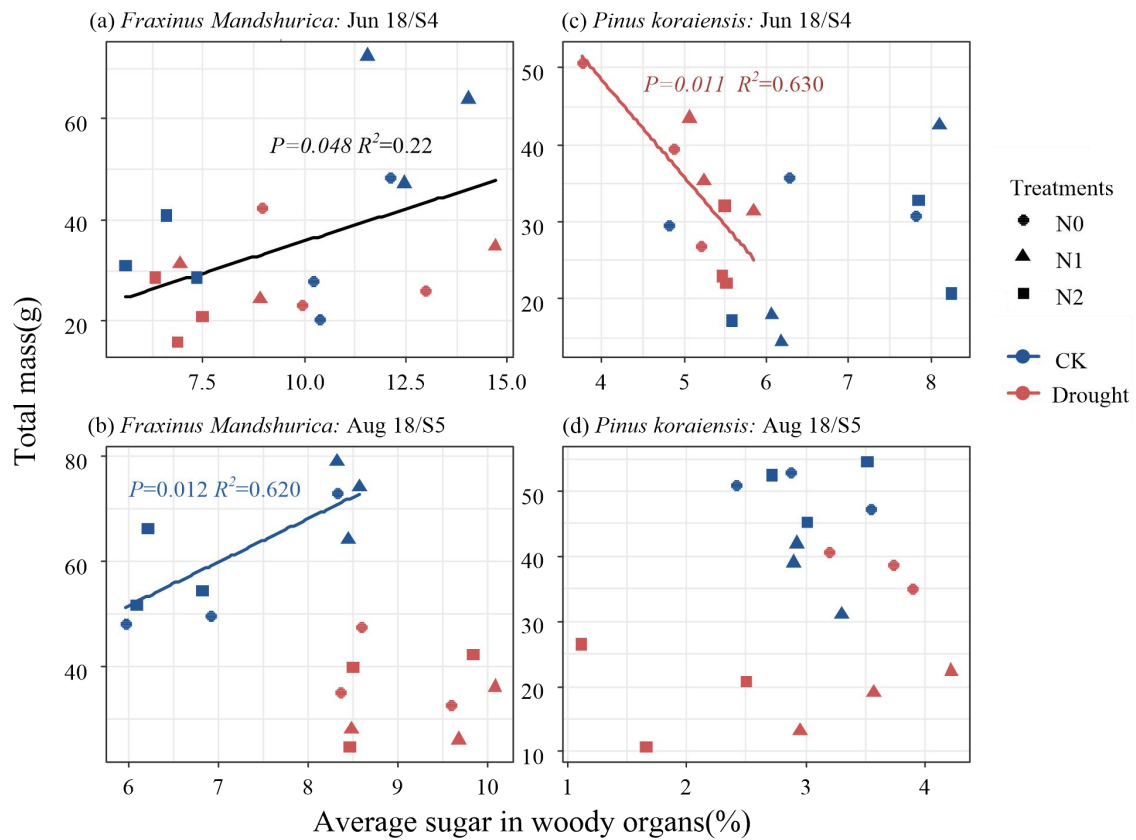 (a) Fraxinus Mandshurica: Jun 18/S4
P=0.048 R²=0.22
60
40
20
7.5 10.0 12.5 15.0
(c) Pinus koraiensis: Jun 18/S4
P=0.011 R²=0.630
50
40
30
20
4 5 6 7 8
Treatments
N0
N1
N2
CK
Drought
Total mass(g)
(b) Fraxinus Mandshurica: Aug 18/S5
P=0.012 R²=0.620
80
60
40
6 7 8 9 10
(d) Pinus koraiensis: Aug 18/S5
50
40
30
20
10
1 2 3 4
Average sugar in woody organs(%)